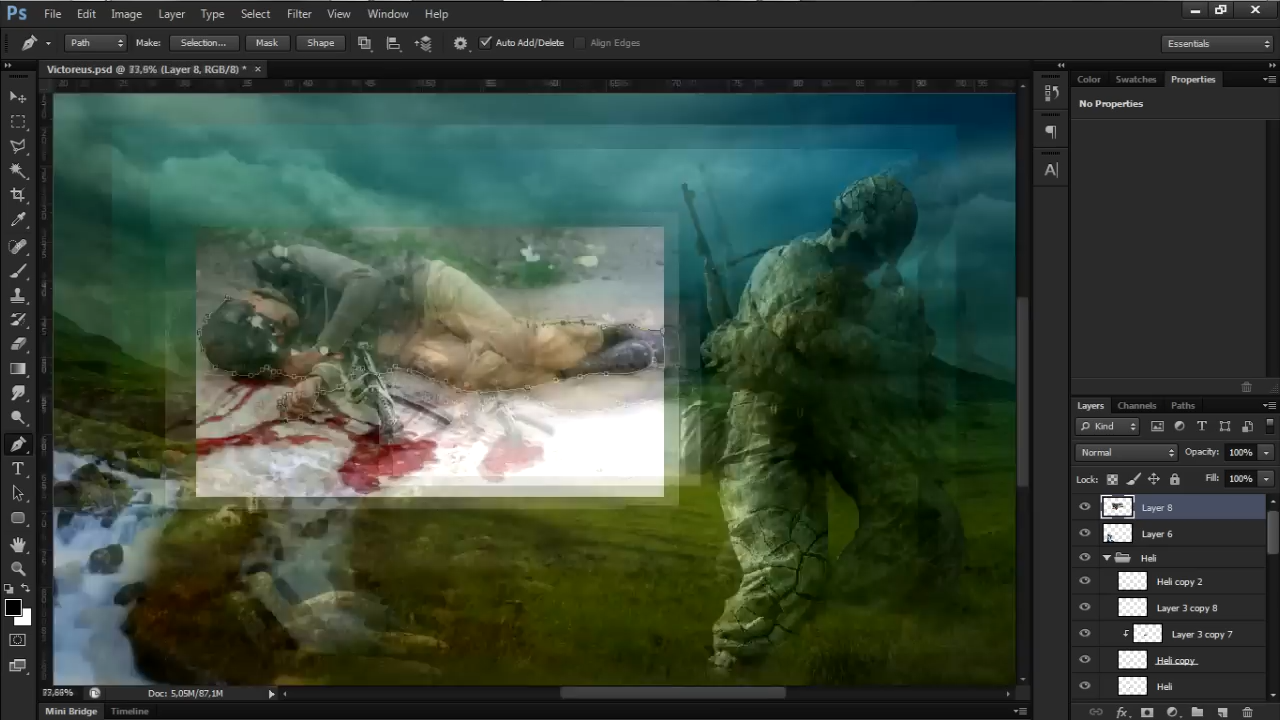 Ps File Edit Image Layer Type Select Filter View Window Help
Path Make: Selection... Mask Shape Auto Add/Delete Align Edges Essentials
Victoreus.psd @ 33,6% (Layer 8, RGB/8) * ×
Color Swatches Properties
No Properties
Layers Channels Paths
Kind
Normal Opacity: 100%
Lock: Fill: 100%
Layer 8
Layer 6
Heli
Heli copy 2
Layer 3 copy 8
Layer 3 copy 7
Heli copy
Heli
Doc: 5,05M/87,1M
Mini Bridge Timeline